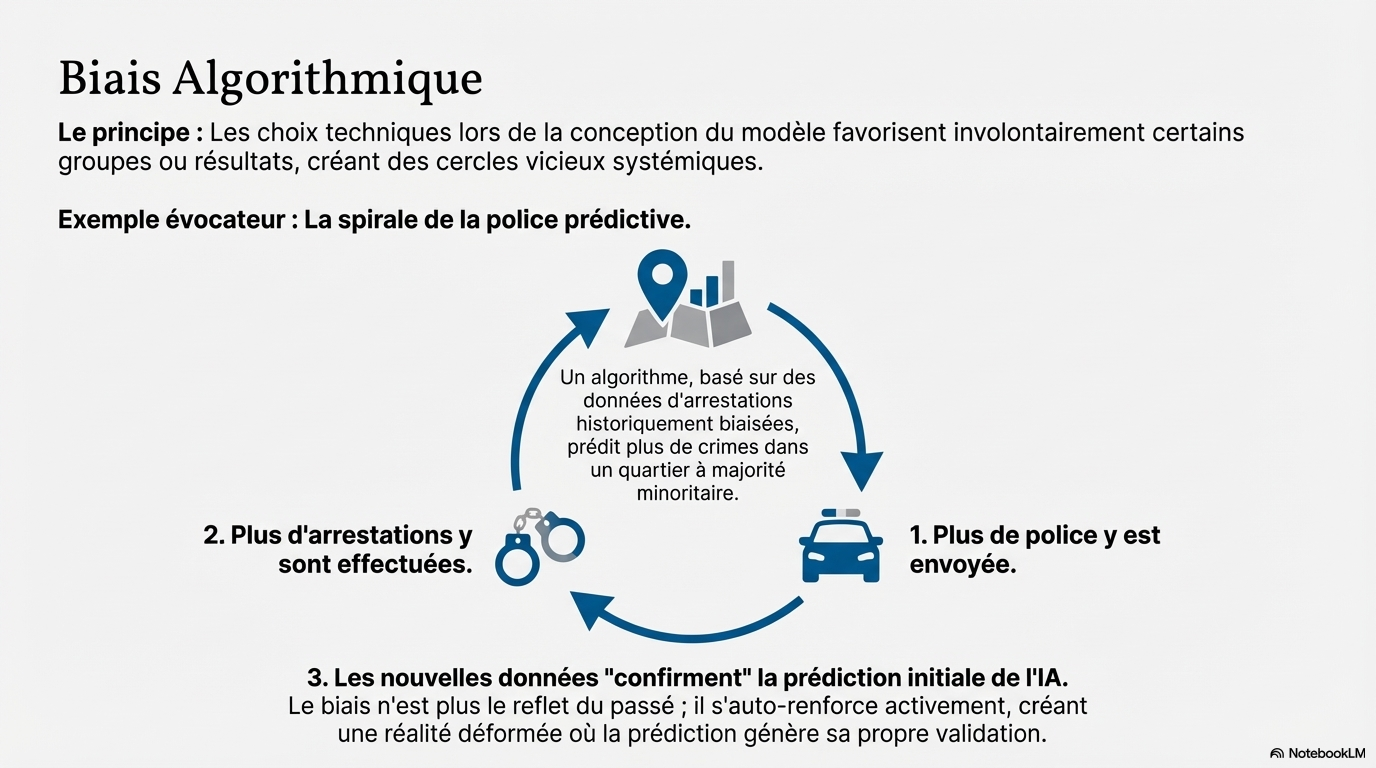 Biais Algorithmique
Le principe : Les choix techniques lors de la conception du modèle favorisent involontairement certains
groupes ou résultats, créant des cercles vicieux systémiques.
Exemple évocateur : La spirale de la police prédictive.
Un algorithme, basé sur des
données d'arrestations
historiquement biaisées,
prédit plus de crimes dans
un quartier à majorité
minoritaire.
1. Plus de police y est
envoyée.
2. Plus d'arrestations y
sont effectuées.
3. Les nouvelles données "confirment" la prédiction initiale de l'IA.
Le biais n'est plus le reflet du passé ; il s'auto-renforce activement, créant
une réalité déformée où la prédiction génère sa propre validation.
NotebookLM